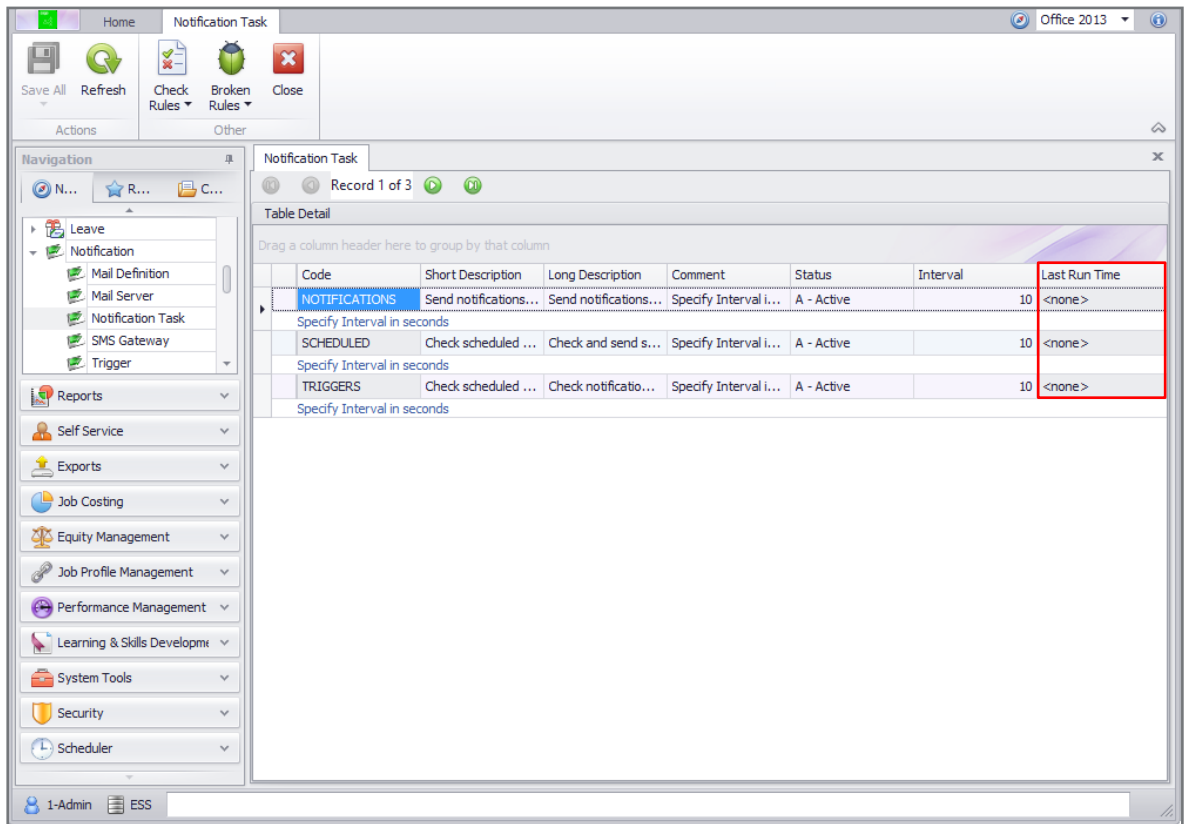 Home Notification Task Office 2013
Save All Refresh Check Rules Broken Rules Close
Actions Other
Navigation
N... R... C...
Leave
Notification
Mail Definition
Mail Server
Notification Task
SMS Gateway
Trigger
Reports
Self Service
Exports
Job Costing
Equity Management
Job Profile Management
Performance Management
Learning & Skills Developme
System Tools
Security
Scheduler
Notification Task
Record 1 of 3
Table Detail
Drag a column header here to group by that column
Code Short Description Long Description Comment Status Interval Last Run Time
NOTIFICATIONS Send notifications... Send notifications... Specify Interval i... A - Active 10 <none>
Specify Interval in seconds
SCHEDULED Check scheduled ... Check and send s... Specify Interval i... A - Active 10 <none>
Specify Interval in seconds
TRIGGERS Check scheduled ... Check notificatio... Specify Interval i... A - Active 10 <none>
Specify Interval in seconds
1-Admin ESS